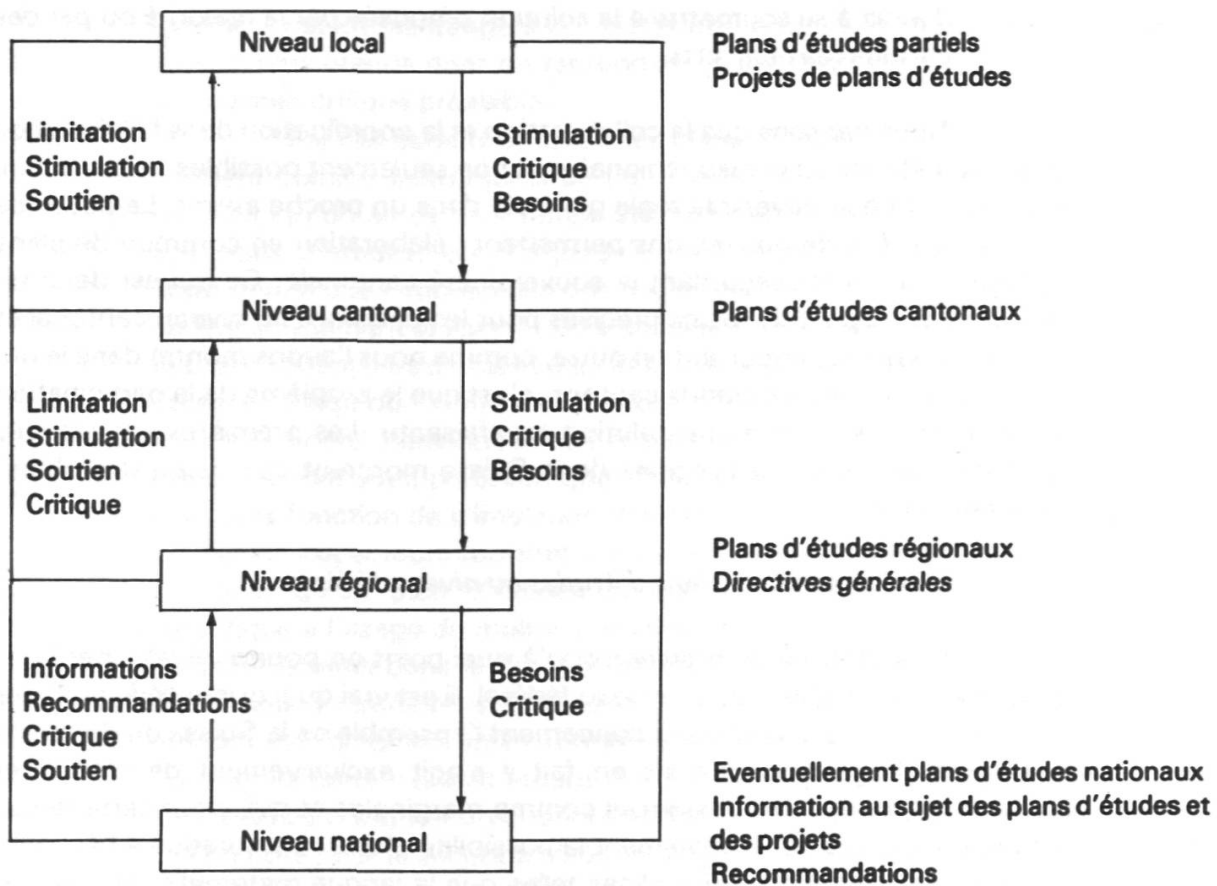 Niveau local
Plans d'études partiels
Projets de plans d'études
Limitation
Stimulation
Soutien
Stimulation
Critique
Besoins
Niveau cantonal
Plans d'études cantonaux
Limitation
Stimulation
Soutien
Critique
Stimulation
Critique
Besoins
Niveau régional
Plans d'études régionaux
Directives générales
Informations
Recommandations
Critique
Soutien
Besoins
Critique
Niveau national
Eventuellement plans d'études nationaux
Information au sujet des plans d'études et
des projets
Recommandations